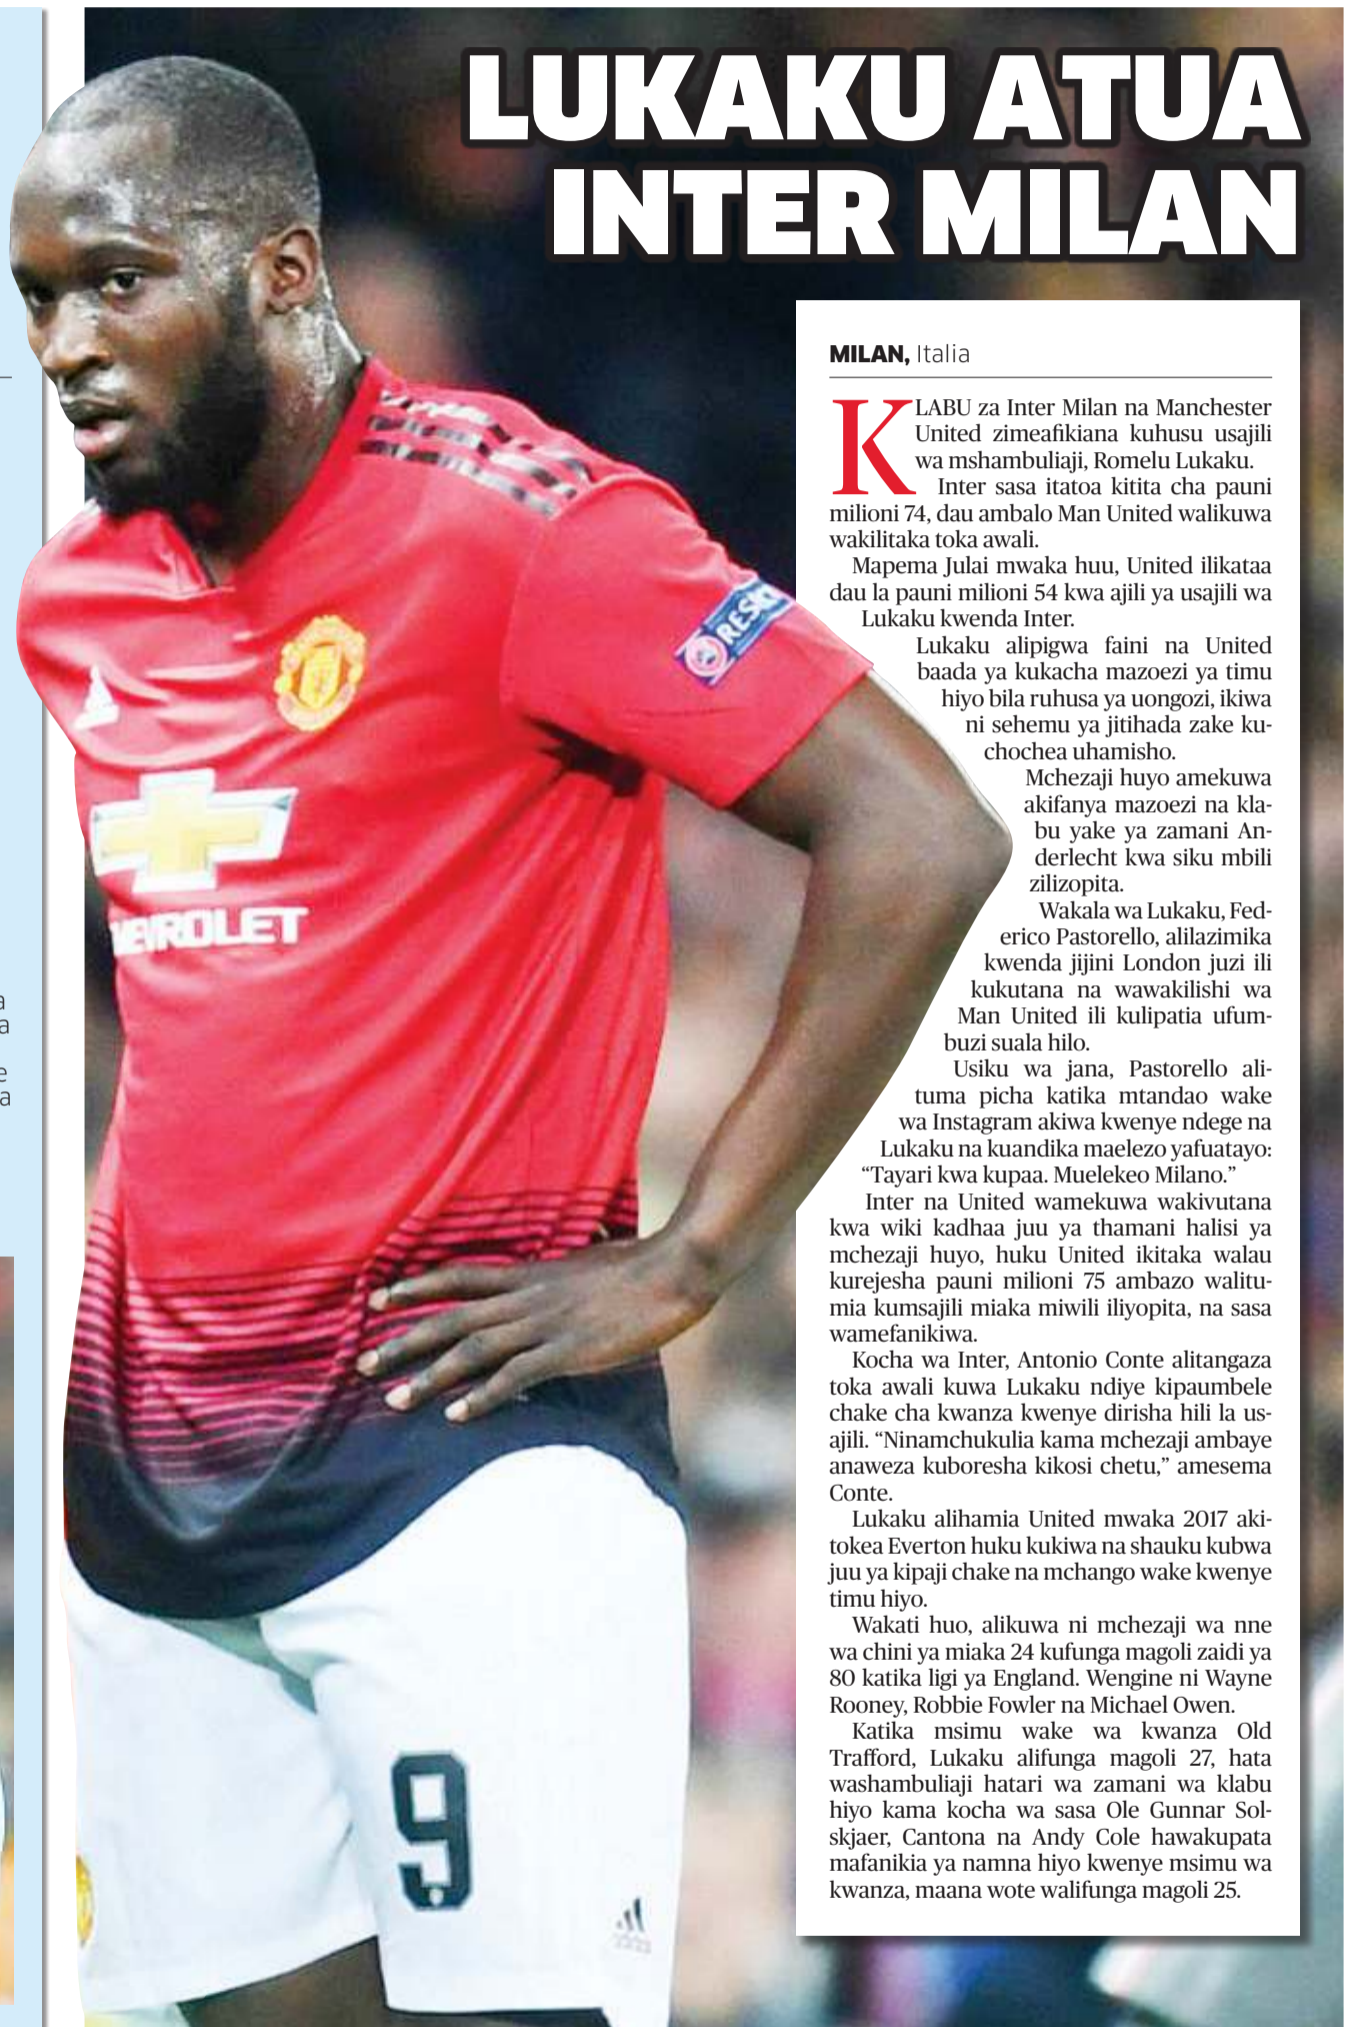 LUKAKU ATUA
INTER MILAN
MILAN, Italia
KLABU za Inter Milan na Manchester
United zimeafikiana kuhusu usajili
wa mshambuliaji, Romelu Lukaku.
Inter sasa itatoa kitita cha pauni
milioni 74, dau ambalo Man United walikuwa
wakilitaka toka awali.
Mapema Julai mwaka huu, United ilikataa
dau la pauni milioni 54 kwa ajili ya usajili wa
Lukaku kwenda Inter.
Lukaku alipigwa faini na United
baada ya kukacha mazoezi ya timu
hiyo bila ruhusa ya uongozi, ikiwa
ni sehemu ya jitihada zake ku-
chochea uhamisho.
Mchezaji huyo amekuwa
akifanya mazoezi na kla-
bu yake ya zamani An-
derlecht kwa siku mbili
zilizopita.
Wakala wa Lukaku, Fed-
erico Pastorello, alilazimika
kwenda jijini London juzi ili
kukutana na wawakilishi wa
Man United ili kulipatia ufum-
buzi suala hilo.
Usiku wa jana, Pastorello ali-
tuma picha katika mtandao wake
wa Instagram akiwa kwenye ndege na
Lukaku na kuandika maelezo yafuatayo:
“Tayari kwa kupaa. Muelekeo Milano.”
Inter na United wamekuwa wakivutana
kwa wiki kadhaa juu ya thamani halisi ya
mchezaji huyo, huku United ikitaka walau
kurejesha pauni milioni 75 ambazo walitu-
mia kumsajili miaka miwili iliyopita, na sasa
wamefanikiwa.
Kocha wa Inter, Antonio Conte alitangaza
toka awali kuwa Lukaku ndiye kipaumbele
chake cha kwanza kwenye dirisha hili la us-
ajili. “Ninamchukulia kama mchezaji ambaye
anaweza kuboresha kikosi chetu,” amesema
Conte.
Lukaku alihamia United mwaka 2017 aki-
tokea Everton huku kukiwa na shauku kubwa
juu ya kipaji chake na mchango wake kwenye
timu hiyo.
Wakati huo, alikuwa ni mchezaji wa nne
wa chini ya miaka 24 kufunga magoli zaidi ya
80 katika ligi ya England. Wengine ni Wayne
Rooney, Robbie Fowler na Michael Owen.
Katika msimu wake wa kwanza Old
Trafford, Lukaku alifunga magoli 27, hata
washambuliaji hatari wa zamani wa klabu
hiyo kama kocha wa sasa Ole Gunnar Sol-
skjaer, Cantona na Andy Cole hawakupata
mafanikia ya namna hiyo kwenye msimu wa
kwanza, maana wote walifunga magoli 25.
9